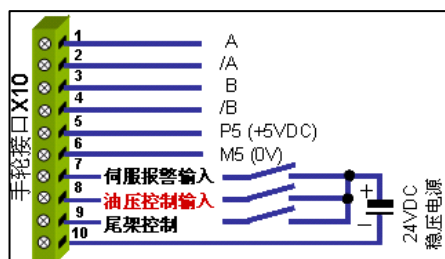 手轮接口X10
1 A
2 /A
3 B
4 /B
5 P5 (+5VDC)
6 M5 (0V)
7 伺服报警输入
8 油压控制输入
9 尾架控制
10
+
−
24VDC
稳压电源